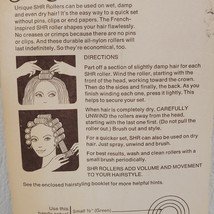 Unique SHR Rollers can be used on wet, damp
and even dry hair! It's the easy way to a quick set
without pins, clips or end papers. The French-
inspired SHR roller shapes your hair flawlessly.
No creases or crimps because there are no pins
or clips. And these durable all-nylon rollers will
last indefinitely. So they're economical, too.
DIRECTIONS
Part off a section of slightly damp hair for each
SHR roller. Wind the roller, starting with the
front of the head, working toward the crown.
Then do the sides and finally, the back. As you
finish winding each curl, press it lightly. This
helps to secure your set.
When hair is completely dry, CAREFULLY
UNWIND the rollers away from the head,
starting with the last one first. (Do not pull the
roller out.) Brush out and style.
For a quicker set, SHR can be used on dry
hair. Just spray, unwind and brush.
For best results, wash and clean rollers with a
small brush periodically.
SHR ROLLERS ADD VOLUME AND MOVEMENT
TO YOUR HAIRSTYLE.
See the enclosed hairstyling booklet for more helpful hints.
Use this